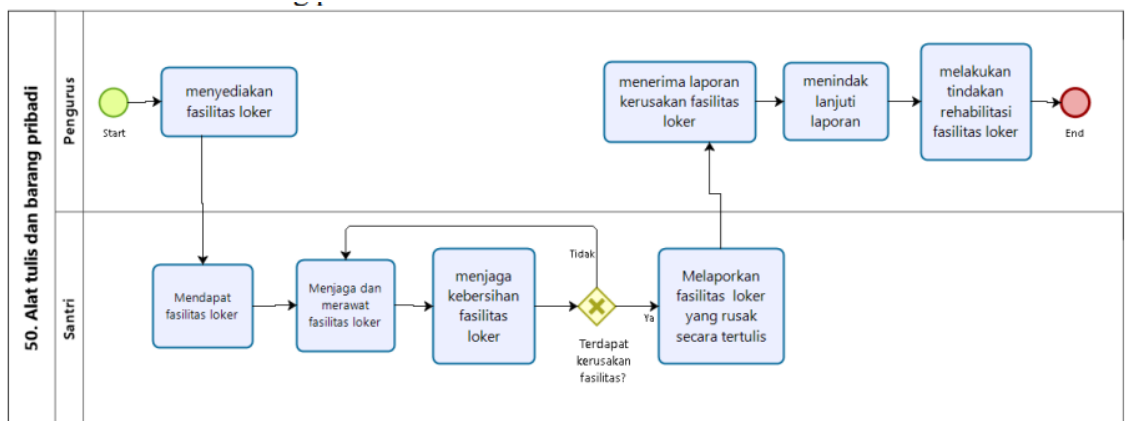 50. Alat tulis dan barang pribadi
Pengurus
Start
menyediakan
fasilitas loker
menerima laporan
kerusakan fasilitas
loker
menindak
lanjuti
laporan
melakukan
tindakan
rehabilitasi
fasilitas loker
End
Santri
Mendapat
fasilitas loker
Menjaga dan
merawat
fasilitas loker
menjaga
kebersihan
fasilitas
loker
Tidak
Terdapat
kerusakan
fasilitas?
Ya
Melaporkan
fasilitas loker
yang rusak
secara tertulis